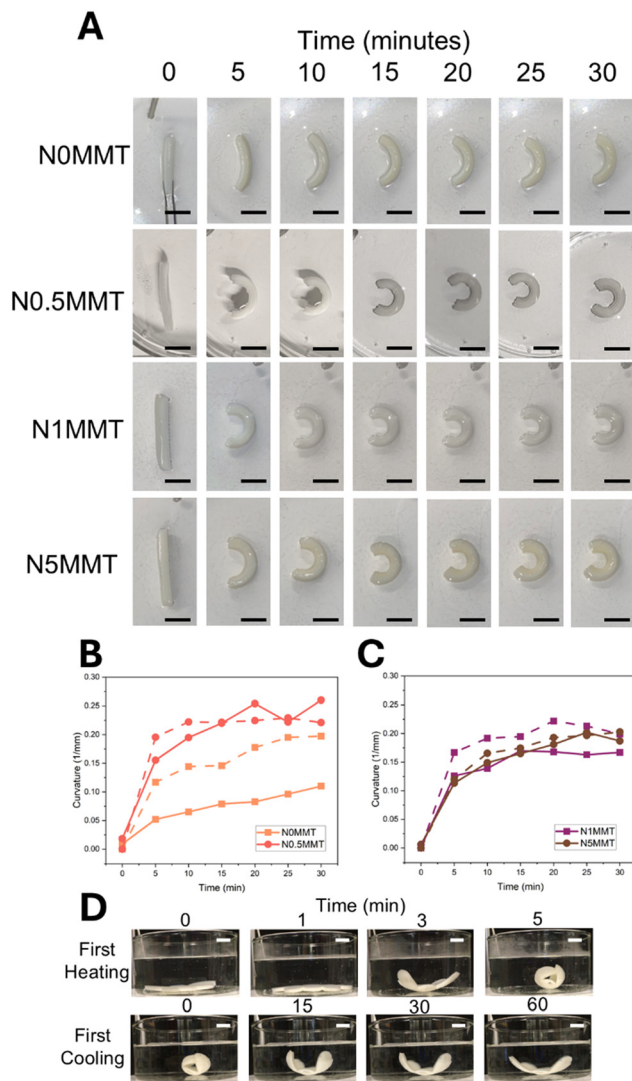 A
Time (minutes)
0 5 10 15 20 25 30
N0MMT
N0.5MMT
N1MMT
N5MMT
B
0.30
0.25
0.20
0.15
0.10
0.05
0.00
Curvature (1/mm)
N0MMT
N0.5MMT
0 5 10 15 20 25 30
Time (min)
C
0.30
0.25
0.20
0.15
0.10
0.05
0.00
Curvature (1/mm)
N1MMT
N5MMT
0 5 10 15 20 25 30
Time (min)
D
Time (min)
0 1 3 5
First
Heating
0 15 30 60
First
Cooling